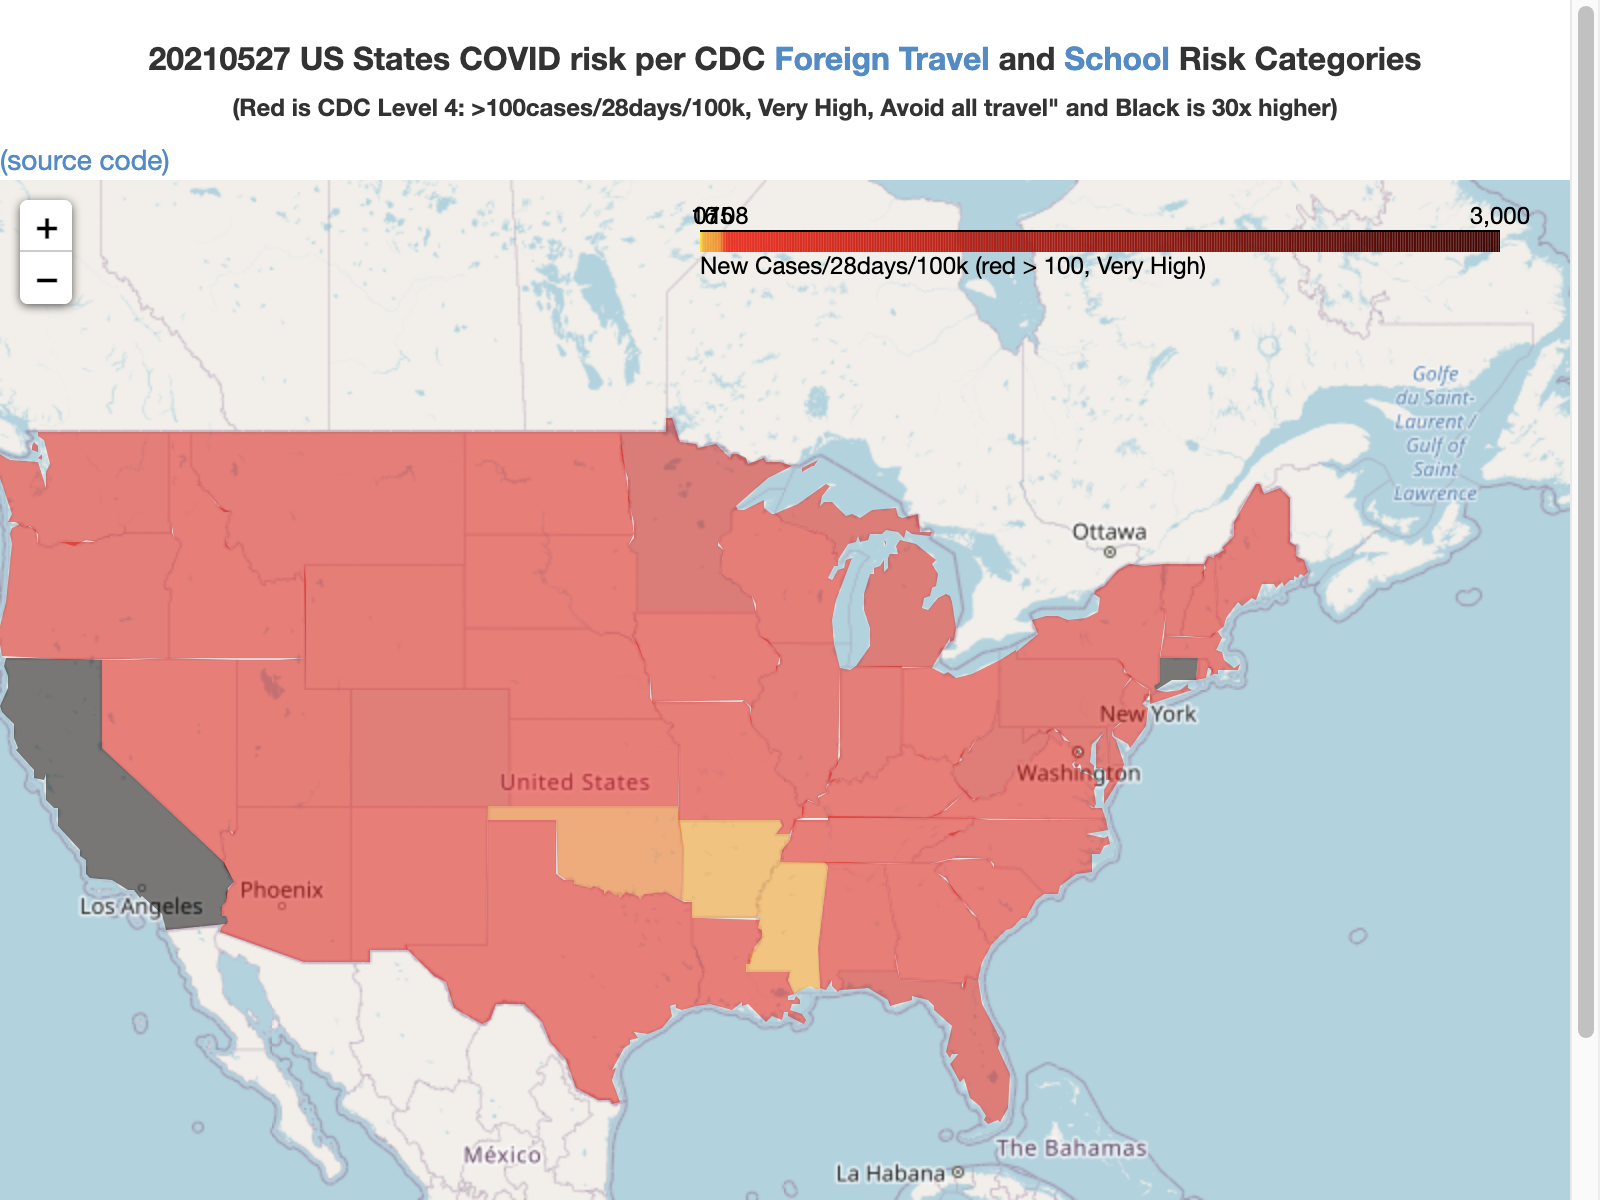 20210527 US States COVID risk per CDC Foreign Travel and School Risk Categories
(Red is CDC Level 4: >100cases/28days/100k, Very High, Avoid all travel" and Black is 30x higher)
(source code)
+
−
3,000
New Cases/28days/100k (red > 100, Very High)
Golfe
du Saint-
Laurent /
Gulf of
Saint
Lawrence
Ottawa
New York
Washington
United States
Phoenix
Los Angeles
The Bahamas
México
La Habana